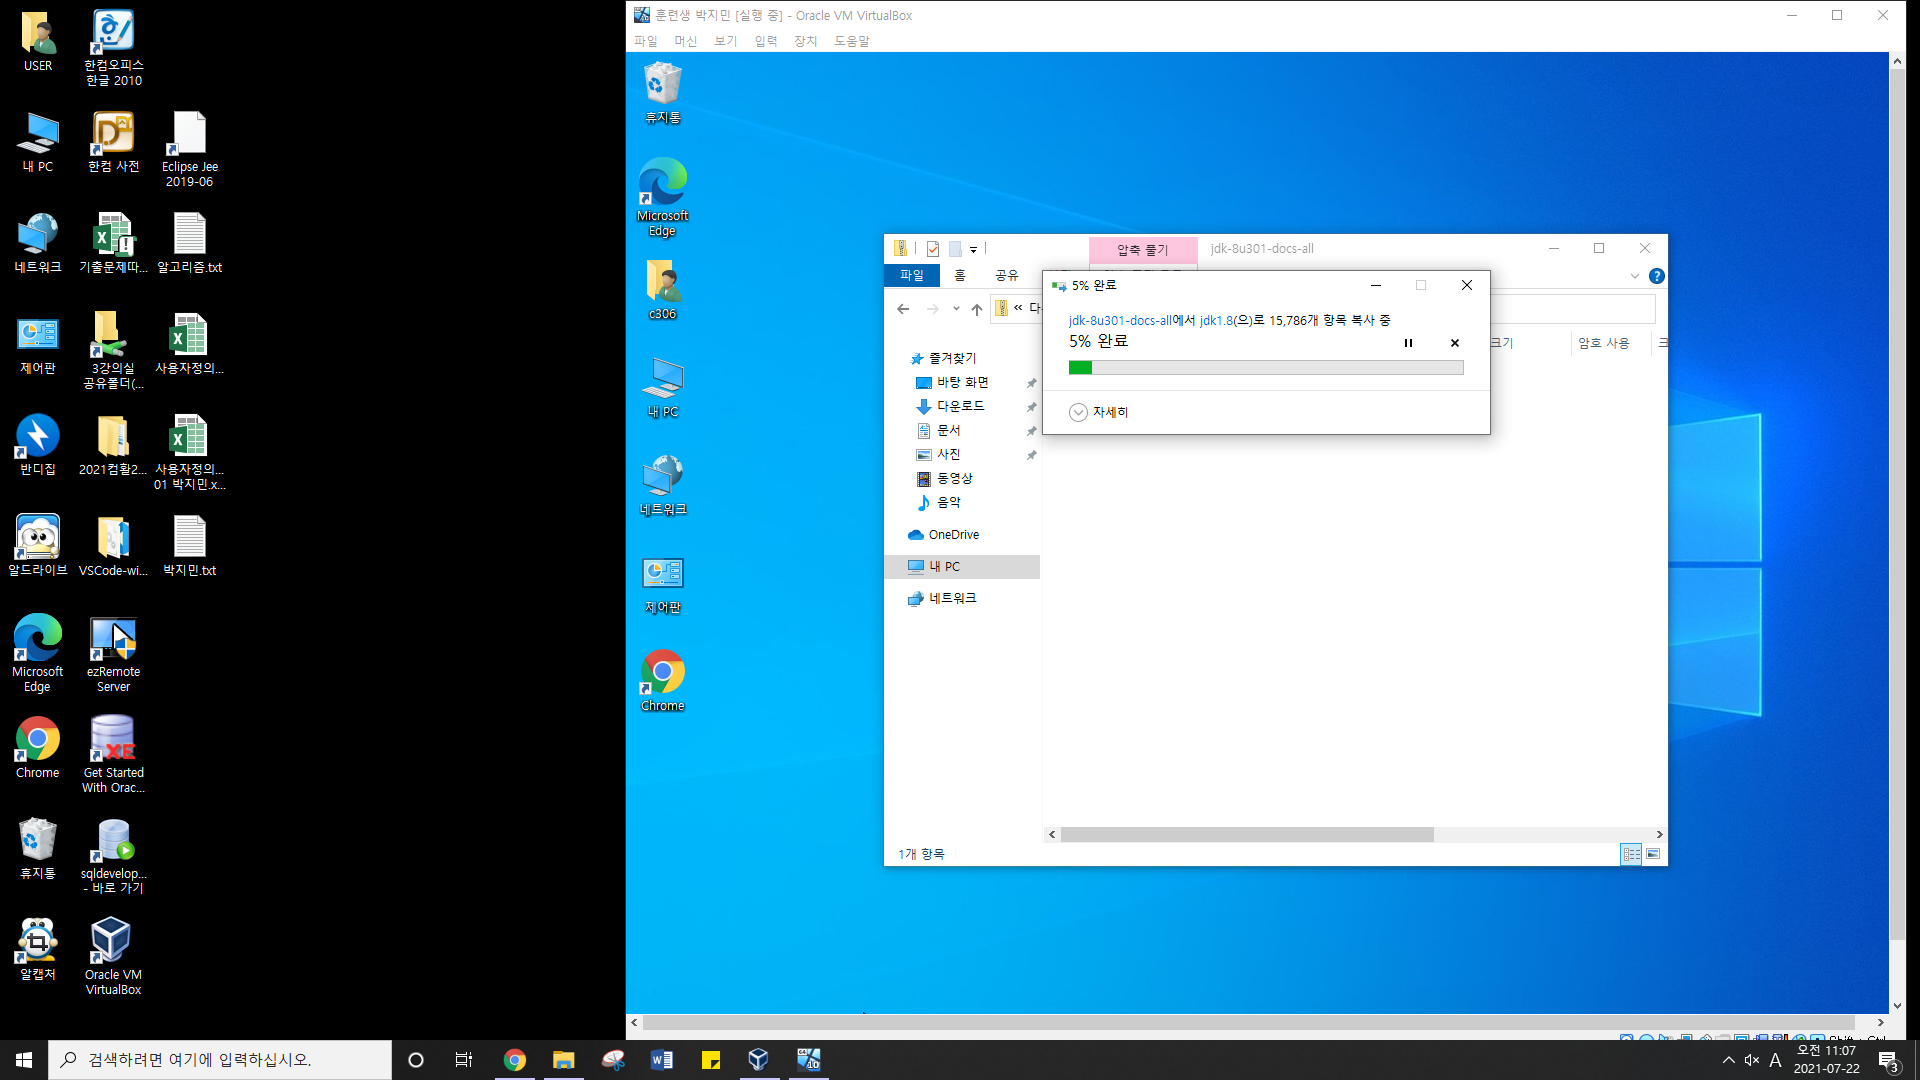 USER
한컴오피스
한글 2010
내 PC
한컴 사전
Eclipse Jee
2019-06
네트워크
기출문제따...
알고리즘.txt
제어판
3강의실
공유폴더(...
사용자정의...
반디집
2021컴활2...
사용자정의...
01 박지민.x...
알드라이브
VSCode-wi...
박지민.txt
Microsoft
Edge
ezRemote
Server
Chrome
Get Started
With Orac...
휴지통
sqldevelop...
- 바로 가기
알캡처
Oracle VM
VirtualBox
훈련생 박지민 [실행 중] - Oracle VM VirtualBox
파일 머신 보기 입력 장치 도움말
휴지통
Microsoft
Edge
c306
내 PC
네트워크
제어판
Chrome
압축 풀기
jdk-8u301-docs-all
파일 홈 공유
« 다
크기
암호 사용
크
즐겨찾기
바탕 화면
다운로드
문서
사진
동영상
음악
OneDrive
내 PC
네트워크
1개 항목
5% 완료
jdk-8u301-docs-all에서 jdk1.8(으)로 15,786개 항목 복사 중
5% 완료
자세히
검색하려면 여기에 입력하십시오.
A
오전 11:07
2021-07-22
3